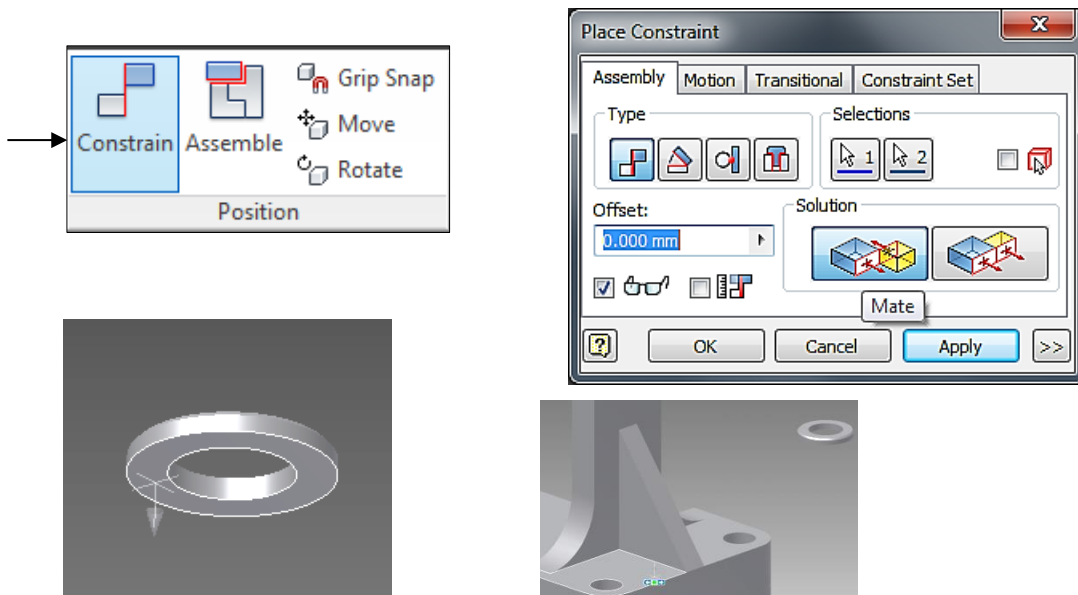 Constrain
Assemble
Grip Snap
Move
Rotate
Position
Place Constraint
X
Assembly Motion Transitional Constraint Set
Type
Selections
1 2
Offset:
Solution
0.000 mm
Mate
?
OK Cancel Apply >>